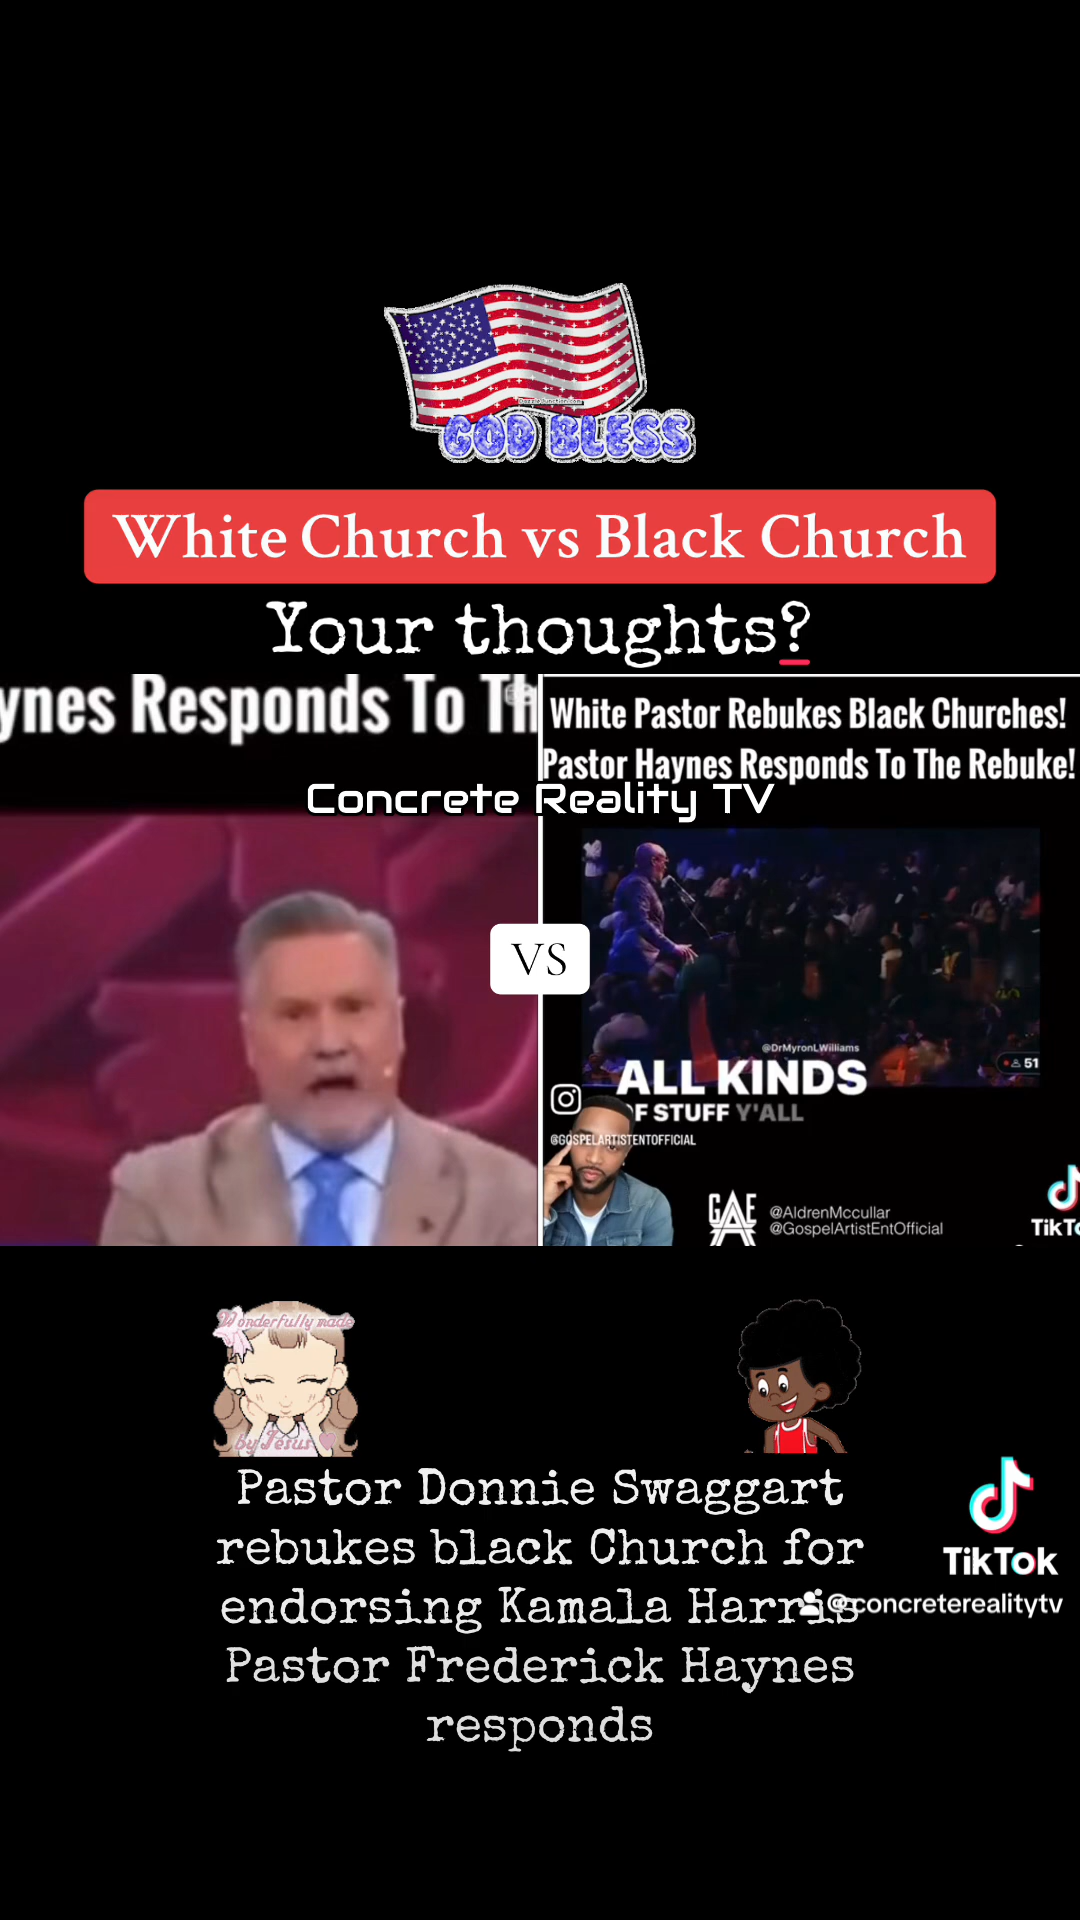 GOD BLESS
White Church vs Black Church
Your thoughts?
ynes Responds To Th
White Pastor Rebukes Black Churches!
Pastor Haynes Responds To The Rebuke!
Concrete Reality TV
VS
@DrMyronLWilliams
51
ALL KINDS
OF STUFF Y'ALL
@GOSPELARTISTENTOFFICIAL
GAE
@AldrenMccullar
@GospelArtistEntOfficial
TikTo
Wonderfully made
by Jesus
Pastor Donnie Swaggart
rebukes black Church for
endorsing Kamala Harris
Pastor Frederick Haynes
responds
TikTok
@concreterealitytv